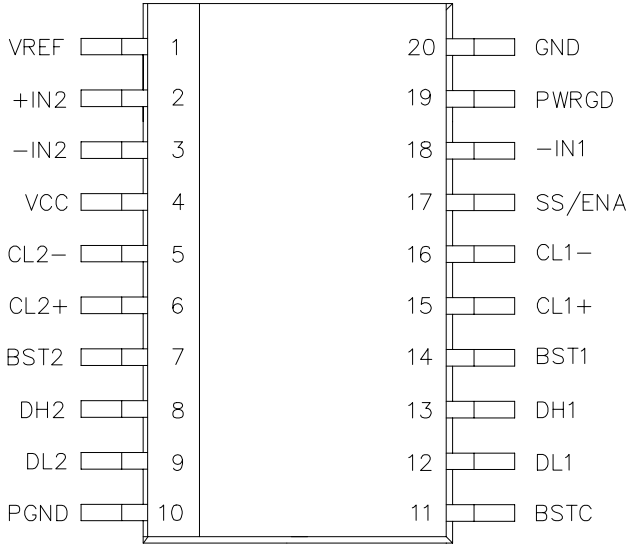 VREF 1 20 GND
+IN2 2 19 PWRGD
−IN2 3 18 −IN1
VCC 4 17 SS/ENA
CL2− 5 16 CL1−
CL2+ 6 15 CL1+
BST2 7 14 BST1
DH2 8 13 DH1
DL2 9 12 DL1
PGND 10 11 BSTC